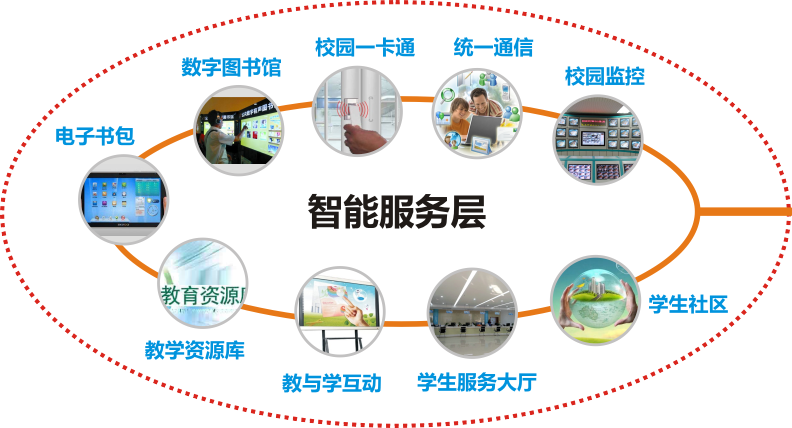 校园一卡通
统一通信
数字图书馆
校园监控
电子书包
智能服务层
教育资源库
学生社区
教学资源库
教与学互动
学生服务大厅